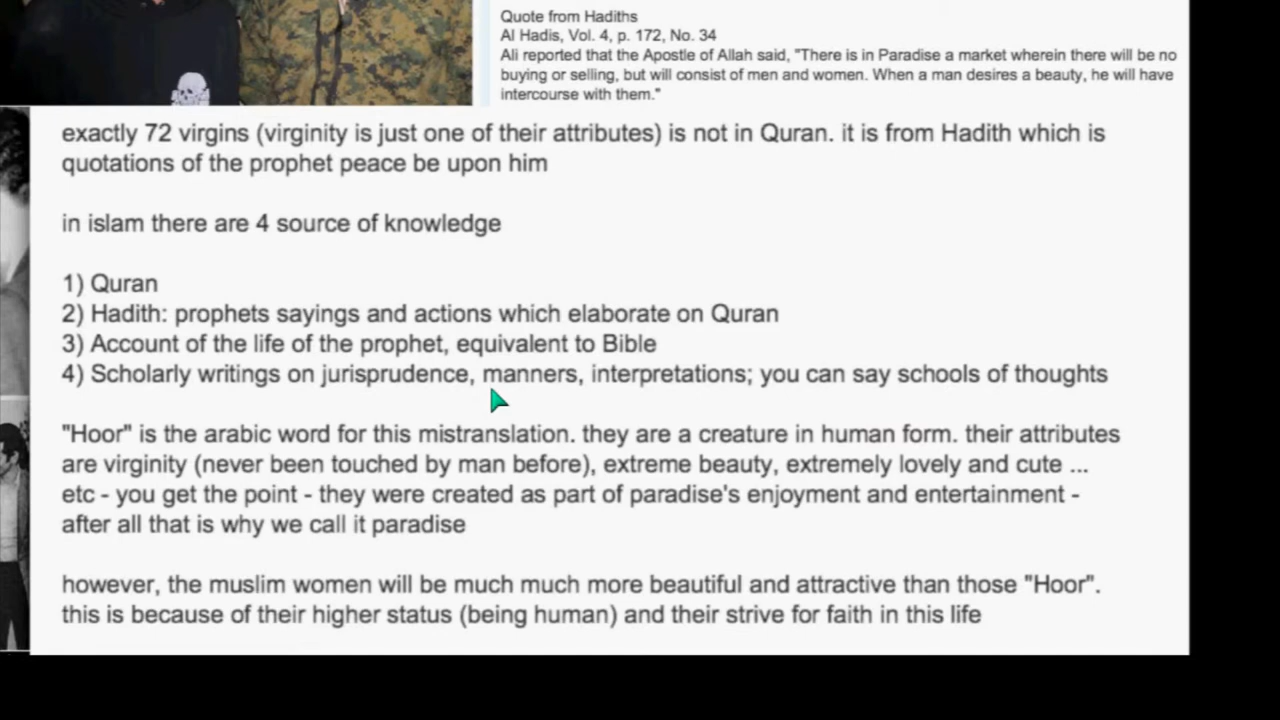 Quote from Hadiths
Al Hadis, Vol. 4, p. 172, No. 34
Ali reported that the Apostle of Allah said, "There is in Paradise a market wherein there will be no
buying or selling, but will consist of men and women. When a man desires a beauty, he will have
intercourse with them."
exactly 72 virgins (virginity is just one of their attributes) is not in Quran. it is from Hadith which is
quotations of the prophet peace be upon him
in islam there are 4 source of knowledge
1) Quran
2) Hadith: prophets sayings and actions which elaborate on Quran
3) Account of the life of the prophet, equivalent to Bible
4) Scholarly writings on jurisprudence, manners, interpretations; you can say schools of thoughts
"Hoor" is the arabic word for this mistranslation. they are a creature in human form. their attributes
are virginity (never been touched by man before), extreme beauty, extremely lovely and cute ...
etc - you get the point - they were created as part of paradise's enjoyment and entertainment -
after all that is why we call it paradise
however, the muslim women will be much much more beautiful and attractive than those "Hoor".
this is because of their higher status (being human) and their strive for faith in this life